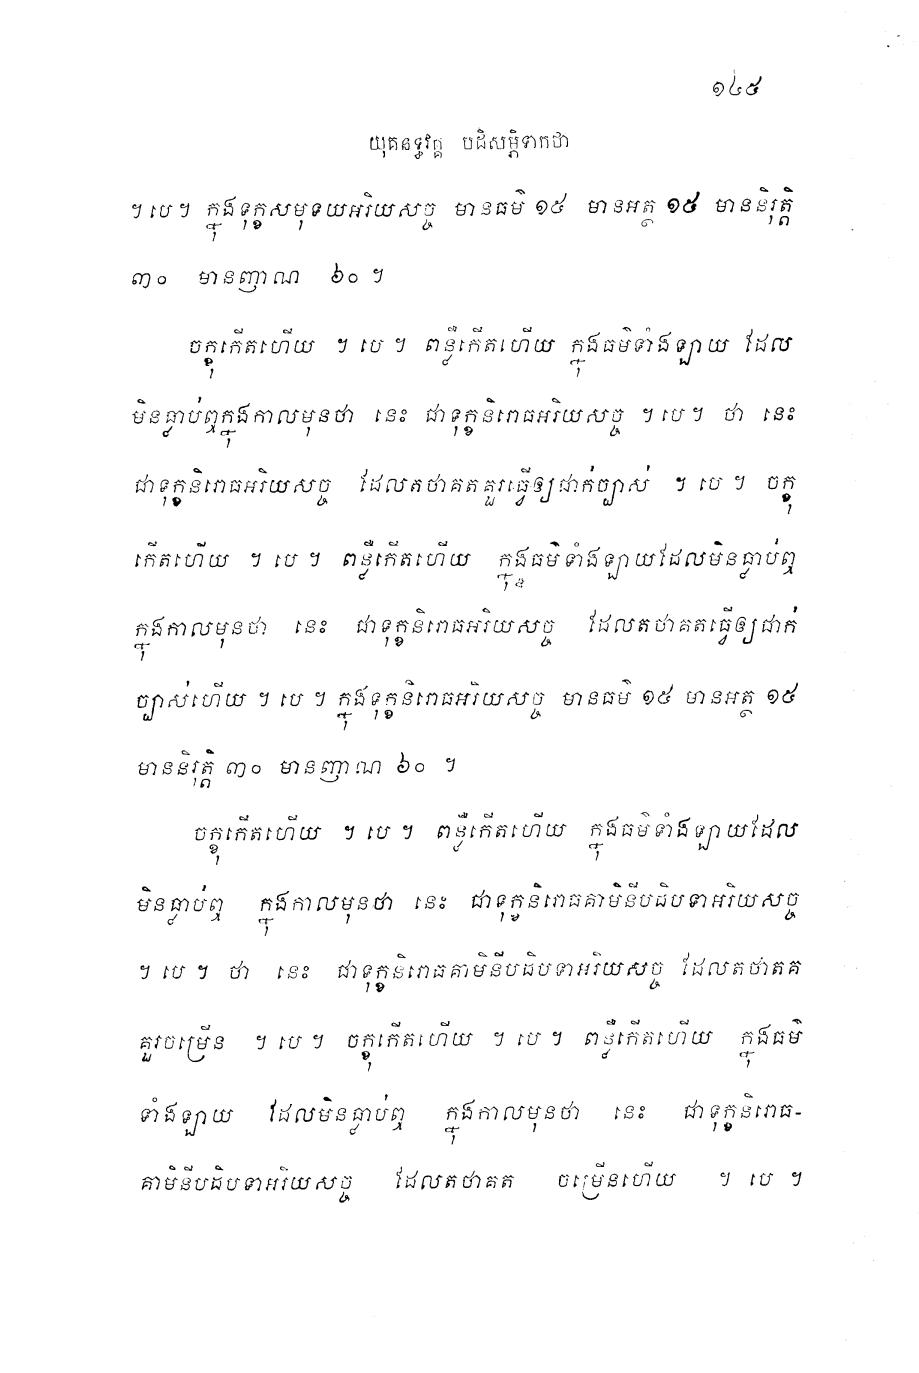 ១៤៥
យុគនទ្ធវគ្គ បដិសម្ភិទាកថា
។ បេ ។ ក្នុងទុក្ខសមុទយអរិយសច្ច មានធម៌ ១៥ មានអត្ថ ១៥ មាននិរុត្តិ
៣០ មានញាណ ៦០ ។
ចក្ខុកើតហើយ ។ បេ ។ ពន្លឺកើតហើយ ក្នុងធម៌ទាំងឡាយ ដែល
មិនធ្លាប់ឮក្នុងកាលមុនថា នេះ ជាទុក្ខនិរោធអរិយសច្ច ។ បេ ។ ថា នេះ
ជាទុក្ខនិរោធអរិយសច្ច ដែលតថាគតគួរធ្វើឲ្យជាក់ច្បាស់ ។ បេ ។ ចក្ខុ
កើតហើយ ។ បេ ។ ពន្លឺកើតហើយ ក្នុងធម៌ទាំងឡាយដែលមិនធ្លាប់ឮ
ក្នុងកាលមុនថា នេះ ជាទុក្ខនិរោធអរិយសច្ច ដែលតថាគតធ្វើឲ្យជាក់
ច្បាស់ហើយ ។ បេ ។ ក្នុងទុក្ខនិរោធអរិយសច្ច មានធម៌ ១៥ មានអត្ថ ១៥
មាននិរុត្តិ ៣០ មានញាណ ៦០ ។
ចក្ខុកើតហើយ ។ បេ ។ ពន្លឺកើតហើយ ក្នុងធម៌ទាំងឡាយដែល
មិនធ្លាប់ឮ ក្នុងកាលមុនថា នេះ ជាទុក្ខនិរោធគាមិនីបដិបទាអរិយសច្ច
។ បេ ។ ថា នេះ ជាទុក្ខនិរោធគាមិនីបដិបទាអរិយសច្ច ដែលតថាគត
គួរចម្រើន ។ បេ ។ ចក្ខុកើតហើយ ។ បេ ។ ពន្លឺកើតហើយ ក្នុងធម៌
ទាំងឡាយ ដែលមិនធ្លាប់ឮ ក្នុងកាលមុនថា នេះ ជាទុក្ខនិរោធ-
គាមិនីបដិបទាអរិយសច្ច ដែលតថាគត ចម្រើនហើយ ។ បេ ។